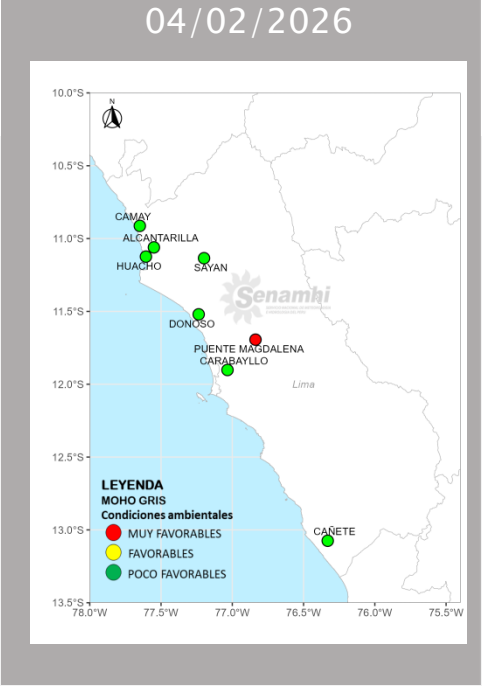 04/02/2026
10.0°S
N
10.5°S
CAMAY
11.0°S
ALCANTARILLA
HUACHO
SAYAN
Senamhi
11.5°S
DONOSO
PUENTE MAGDALENA
CARABAYLLO
12.0°S
Lima
12.5°S
LEYENDA
MOHO GRIS
Condiciones ambientales
13.0°S
MUY FAVORABLES
CAÑETE
FAVORABLES
POCO FAVORABLES
13.5°S
78.0°W 77.5°W 77.0°W 76.5°W 76.0°W 75.5°W